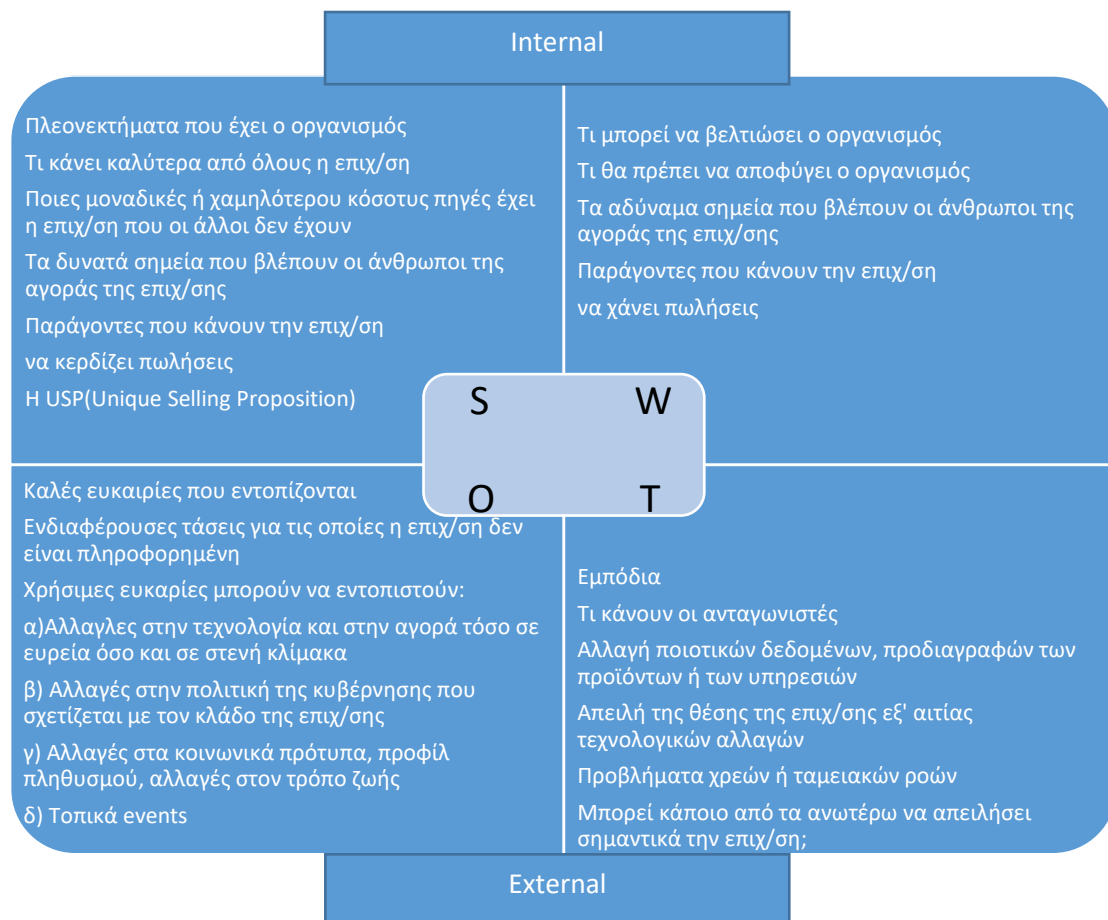 Internal
Πλεονεκτήματα που έχει ο οργανισμός
Τι κάνει καλύτερα από όλους η επιχ/ση
Ποιες μοναδικές ή χαμηλότερου κόσοτυς πηγές έχει
η επιχ/ση που οι άλλοι δεν έχουν
Τα δυνατά σημεία που βλέπουν οι άνθρωποι της
αγοράς της επιχ/σης
Παράγοντες που κάνουν την επιχ/ση
να κερδίζει πωλήσεις
Η USP(Unique Selling Proposition)
Τι μπορεί να βελτιώσει ο οργανισμός
Τι θα πρέπει να αποφύγει ο οργανισμός
Τα αδύναμα σημεία που βλέπουν οι άνθρωποι της
αγοράς της επιχ/σης
Παράγοντες που κάνουν την επιχ/ση
να χάνει πωλήσεις
S W
O T
Καλές ευκαιρίες που εντοπίζονται
Ενδιαφέρουσες τάσεις για τις οποίες η επιχ/ση δεν
είναι πληροφορημένη
Χρήσιμες ευκαρίες μπορούν να εντοπιστούν:
α)Αλλαγλες στην τεχνολογία και στην αγορά τόσο σε
ευρεία όσο και σε στενή κλίμακα
β) Αλλαγές στην πολιτική της κυβέρνησης που
σχετίζεται με τον κλάδο της επιχ/σης
γ) Αλλαγές στα κοινωνικά πρότυπα, προφίλ
πληθυσμού, αλλαγές στον τρόπο ζωής
δ) Τοπικά events
Εμπόδια
Τι κάνουν οι ανταγωνιστές
Αλλαγή ποιοτικών δεδομένων, προδιαγραφών των
προϊόντων ή των υπηρεσιών
Απειλή της θέσης της επιχ/σης εξ' αιτίας
τεχνολογικών αλλαγών
Προβλήματα χρεών ή ταμειακών ροών
Μπορεί κάποιο από τα ανωτέρω να απειλήσει
σημαντικά την επιχ/ση;
External